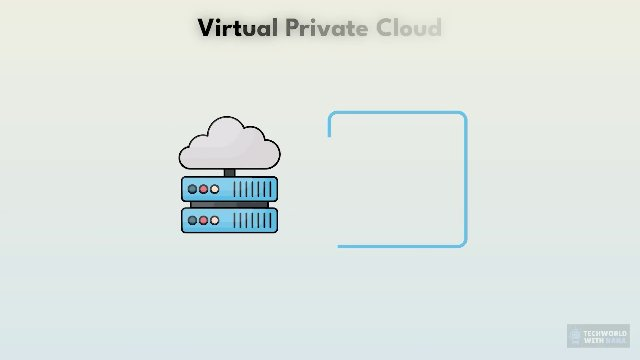 Virtual Private Cloud
TECHWORLD
WITH NANA